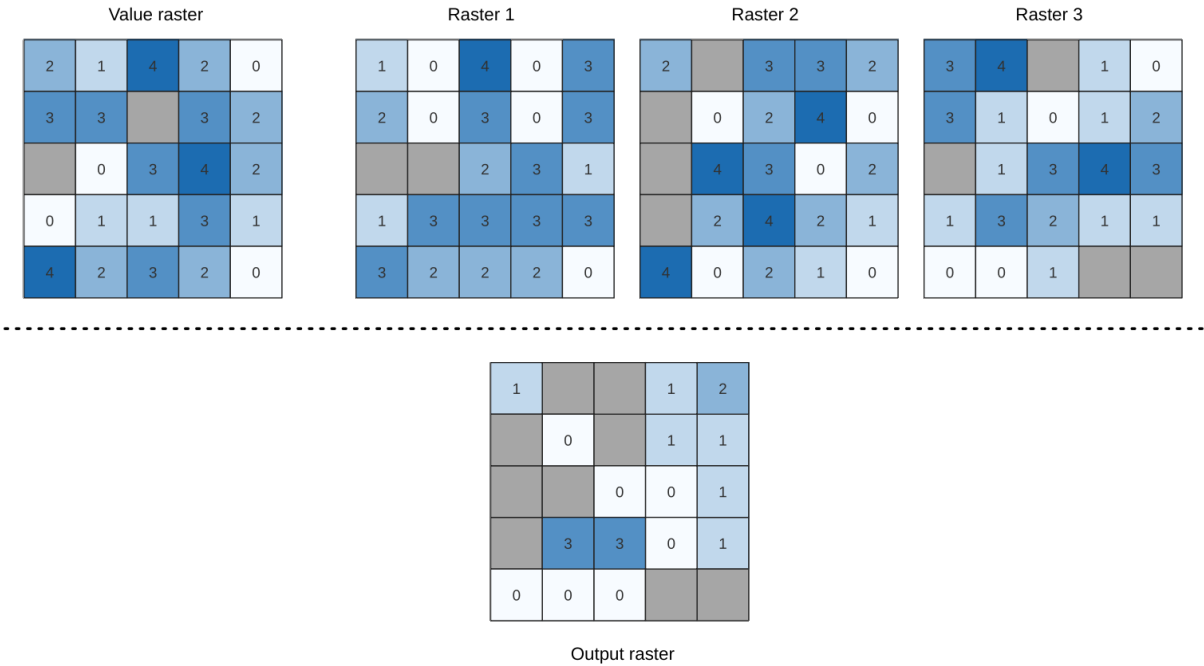 Value raster Raster 1 Raster 2 Raster 3
2 1 4 2 0 1 0 4 0 3 2 3 3 2 3 4 1 0
3 3 3 2 2 0 3 0 3 0 2 4 0 3 1 0 1 2
0 3 4 2 2 3 1 4 3 0 2 1 3 4 3
0 1 1 3 1 1 3 3 3 3 2 4 2 1 1 3 2 1 1
4 2 3 2 0 3 2 2 2 0 4 0 2 1 0 0 0 1
1 1 2
0 1 1
0 0 1
3 3 0 1
0 0 0
Output raster